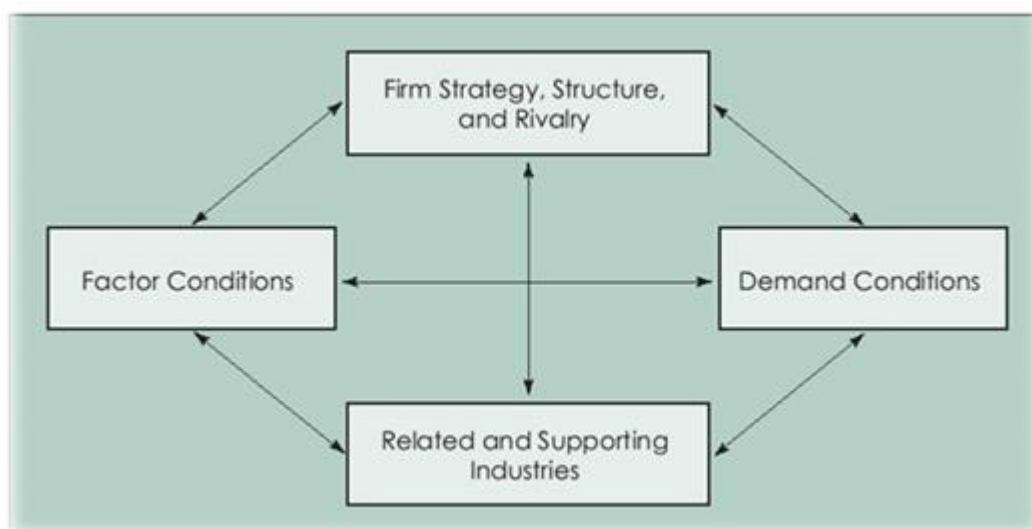 Firm Strategy, Structure,
and Rivalry
Factor Conditions
Demand Conditions
Related and Supporting
Industries